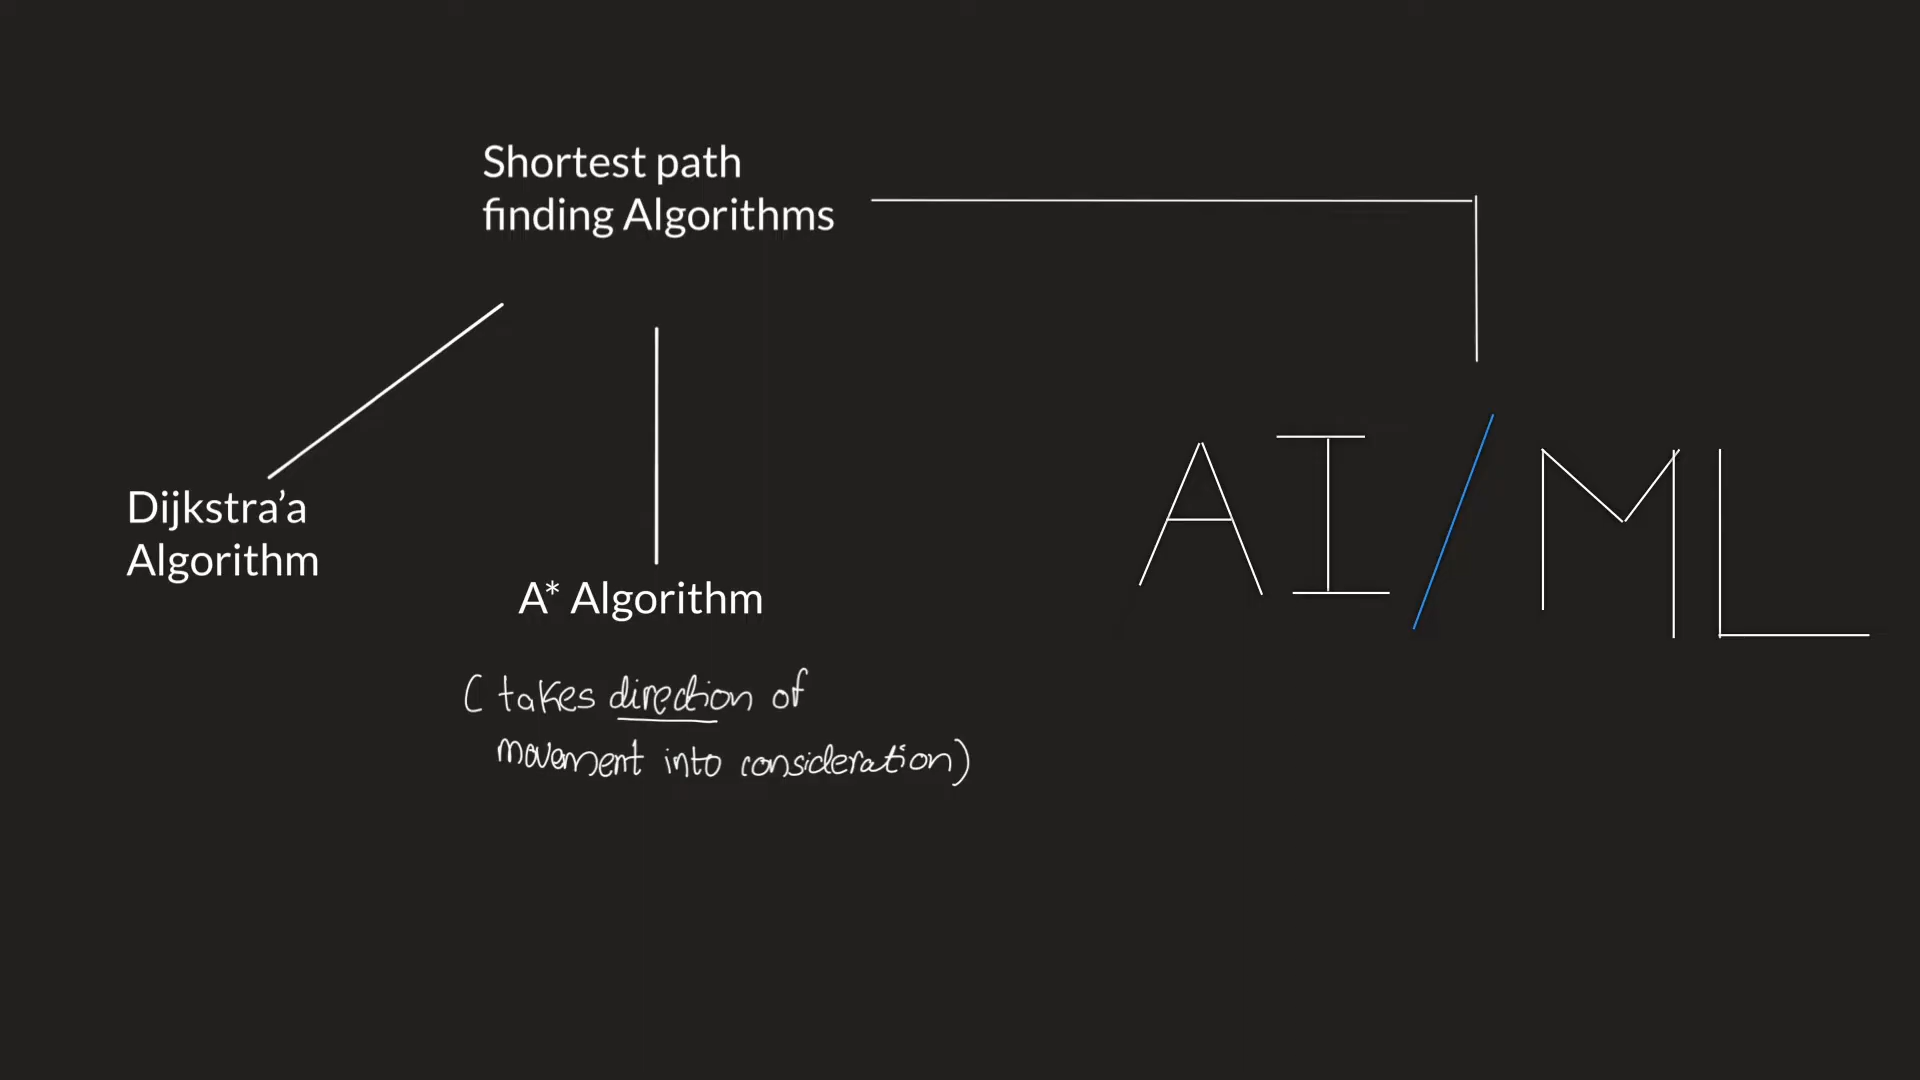 Shortest path
finding Algorithms
Dijkstra’a
Algorithm
A* Algorithm
( takes direction of
movement into consideration)
AI/ML